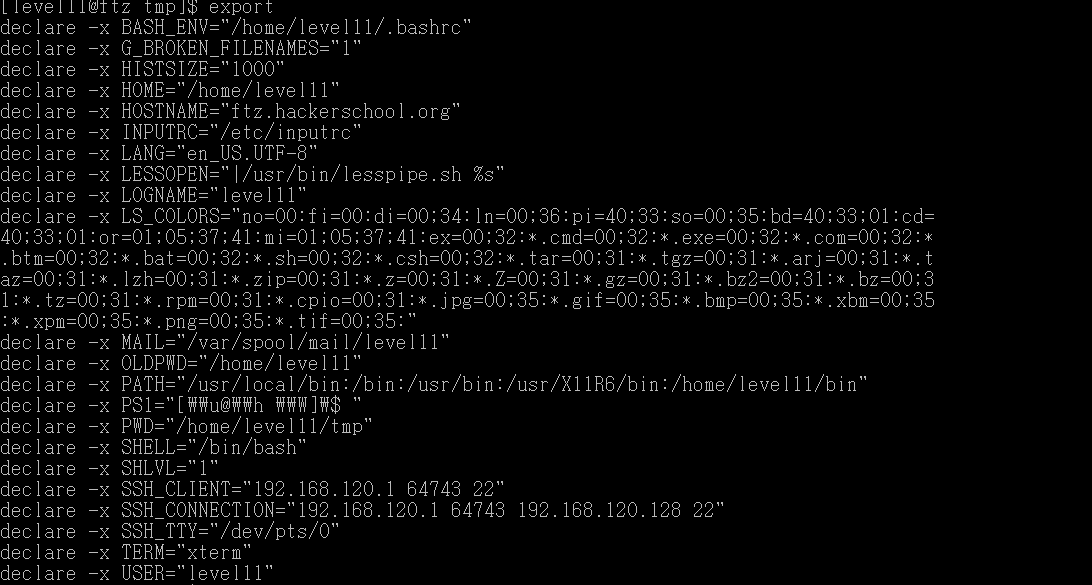 [level11@ftz tmp]$ export
declare -x BASH_ENV="/home/level11/.bashrc"
declare -x G_BROKEN_FILENAMES="1"
declare -x HISTSIZE="1000"
declare -x HOME="/home/level11"
declare -x HOSTNAME="ftz.hackerschool.org"
declare -x INPUTRC="/etc/inputrc"
declare -x LANG="en_US.UTF-8"
declare -x LESSOPEN="|/usr/bin/lesspipe.sh %s"
declare -x LOGNAME="level11"
declare -x LS_COLORS="no=00:fi=00:di=00;34:ln=00;36:pi=40;33:so=00;35:bd=40;33;01:cd=
40;33;01:or=01;05;37;41:mi=01;05;37;41:ex=00;32:*.cmd=00;32:*.exe=00;32:*.com=00;32:*
.btm=00;32:*.bat=00;32:*.sh=00;32:*.csh=00;32:*.tar=00;31:*.tgz=00;31:*.arj=00;31:*.t
az=00;31:*.lzh=00;31:*.zip=00;31:*.z=00;31:*.Z=00;31:*.gz=00;31:*.bz2=00;31:*.bz=00;3
1:*.tz=00;31:*.rpm=00;31:*.cpio=00;31:*.jpg=00;35:*.gif=00;35:*.bmp=00;35:*.xbm=00;35
:*.xpm=00;35:*.png=00;35:*.tif=00;35:"
declare -x MAIL="/var/spool/mail/level11"
declare -x OLDPWD="/home/level11"
declare -x PATH="/usr/local/bin:/bin:/usr/bin:/usr/X11R6/bin:/home/level11/bin"
declare -x PS1="[₩₩u@₩₩h ₩₩W]₩$ "
declare -x PWD="/home/level11/tmp"
declare -x SHELL="/bin/bash"
declare -x SHLVL="1"
declare -x SSH_CLIENT="192.168.120.1 64743 22"
declare -x SSH_CONNECTION="192.168.120.1 64743 192.168.120.128 22"
declare -x SSH_TTY="/dev/pts/0"
declare -x TERM="xterm"
declare -x USER="level11"